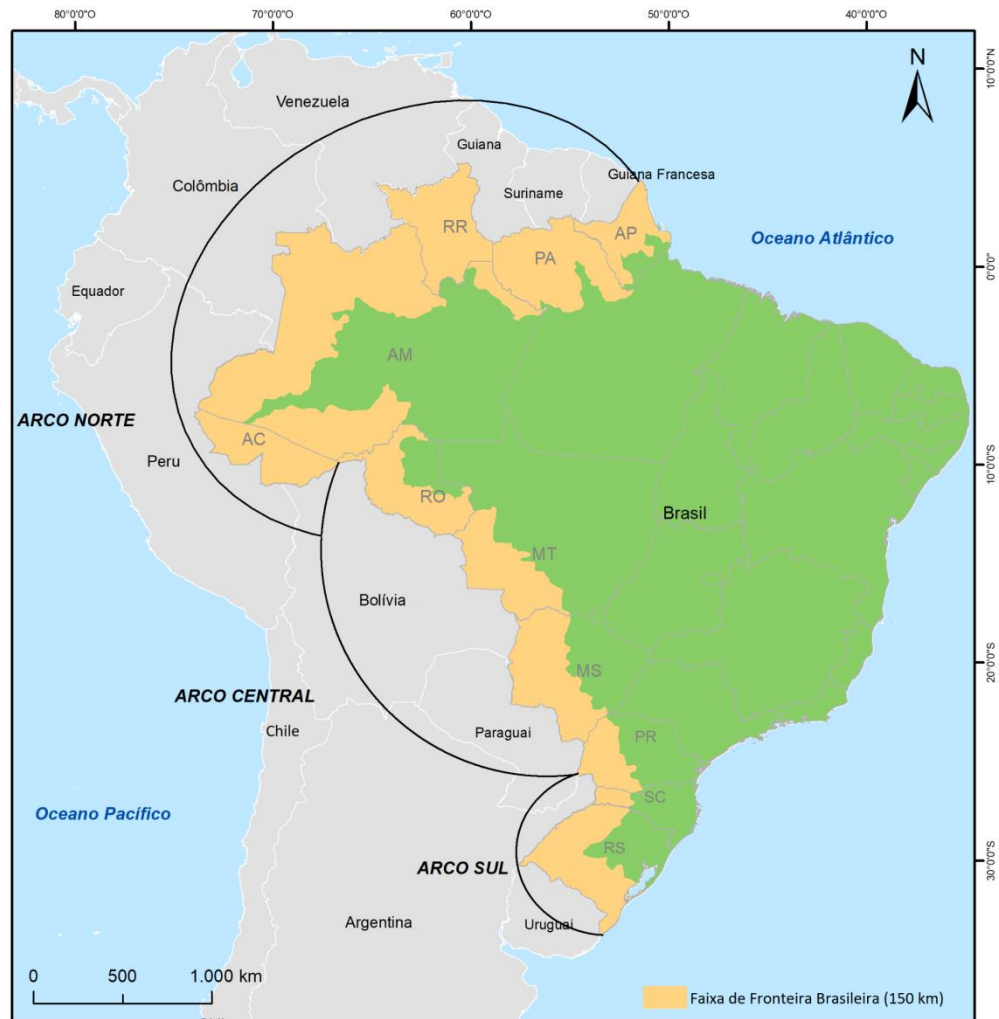 80°0'0"O
70°0'0"O
60°0'0"O
50°0'0"O
40°0'0"O
10°0'0"N
N
Venezuela
Guiana
Colômbia
Suriname
Guiana Francesa
RR
AP
Oceano Atlântico
PA
0°0'0"
Equador
AM
ARCO NORTE
AC
Peru
10°0'0"S
RO
Brasil
MT
Bolívia
20°0'0"S
MS
ARCO CENTRAL
Chile
Paraguai
PR
SC
Oceano Pacífico
RS
30°0'0"S
ARCO SUL
Argentina
Uruguai
0 500 1.000 km
Faixa de Fronteira Brasileira (150 km)